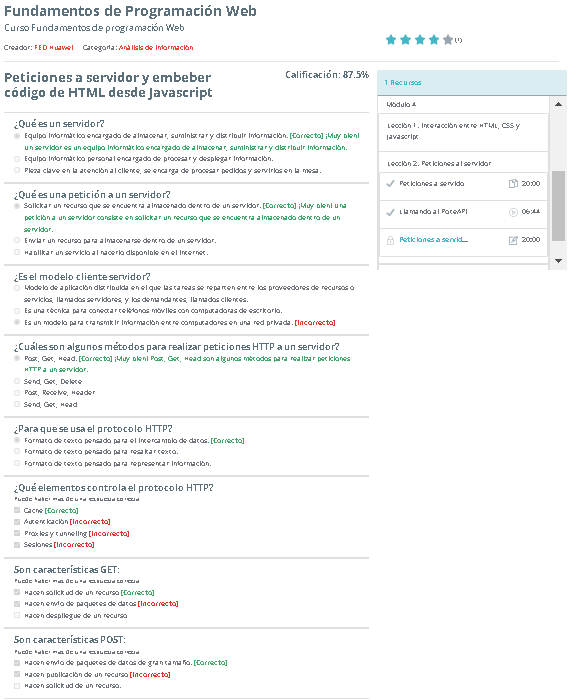 Fundamentos de Programación Web
Curso Fundamentos de programación Web
Creador: FED Huawei Categoría: Análisis de Información
(1)
Peticiones a servidor y embeber
código de HTML desde Javascript
Calificación: 87.5%
¿Qué es un servidor?
Equipo informático encargado de almacenar, suministrar y distribuir información. [Correcto] ¡Muy bien!
un servidor es un equipo informático encargado de almacenar, suministrar y distribuir información.
Equipo informático personal encargado de procesar y desplegar información.
Pieza clave en la atención al cliente, se encarga de procesar pedidos y servirlos en la mesa.
¿Qué es una petición a un servidor?
Solicitar un recurso que se encuentra almacenado dentro de un servidor. [Correcto] ¡Muy bien! una
petición a un servidor consiste en solicitar un recurso que se encuentra almacenado dentro de un
servidor.
Enviar un recurso para almacenarse dentro de un servidor.
Habilitar un servicio al hacerlo disponible en el internet.
¿Es el modelo cliente servidor?
Modelo de aplicación distribuida en el que las tareas se reparten entre los proveedores de recursos o
servicios, llamados servidores, y los demandantes, llamados clientes.
Es una técnica para conectar teléfonos móviles con computadoras de escritorio.
Es un modelo para transmitir información entre computadores en una red privada. [Incorrecto]
¿Cuáles son algunos métodos para realizar peticiones HTTP a un servidor?
Post, Get, Head. [Correcto] ¡Muy bien! Post, Get, Head son algunos métodos para realizar peticiones
HTTP a un servidor.
Send, Get, Delete
Post, Receive, Header
Send, Get, Head
¿Para que se usa el protocolo HTTP?
Formato de texto pensado para el intercambio de datos. [Correcto]
Formato de texto pensado para resaltar texto.
Formato de texto pensado para representar información.
¿Qué elementos controla el protocolo HTTP?
Puede haber más de una respuesta correcta
Cache [Correcto]
Autenticación [Incorrecto]
Proxies y tunneling [Incorrecto]
Sesiones [Incorrecto]
Son características GET:
Puede haber más de una respuesta correcta
Hacen solicitud de un recurso [Correcto]
Hacen envío de paquetes de datos [Incorrecto]
Hacen despliegue de un recurso
Son características POST:
Puede haber más de una respuesta correcta
Hacen envío de paquetes de datos de gran tamaño. [Correcto]
Hacen publicación de un recurso [Incorrecto]
Hacen solicitud de un recurso.
Recursos
Módulo 4
Lección 1. Interacción entre HTML, CSS y
Javascript
Lección 2. Peticiones al servidor
Peticiones a servido 20:00
Llamando al PokeAPI 06:44
Peticiones a servid... 20:00